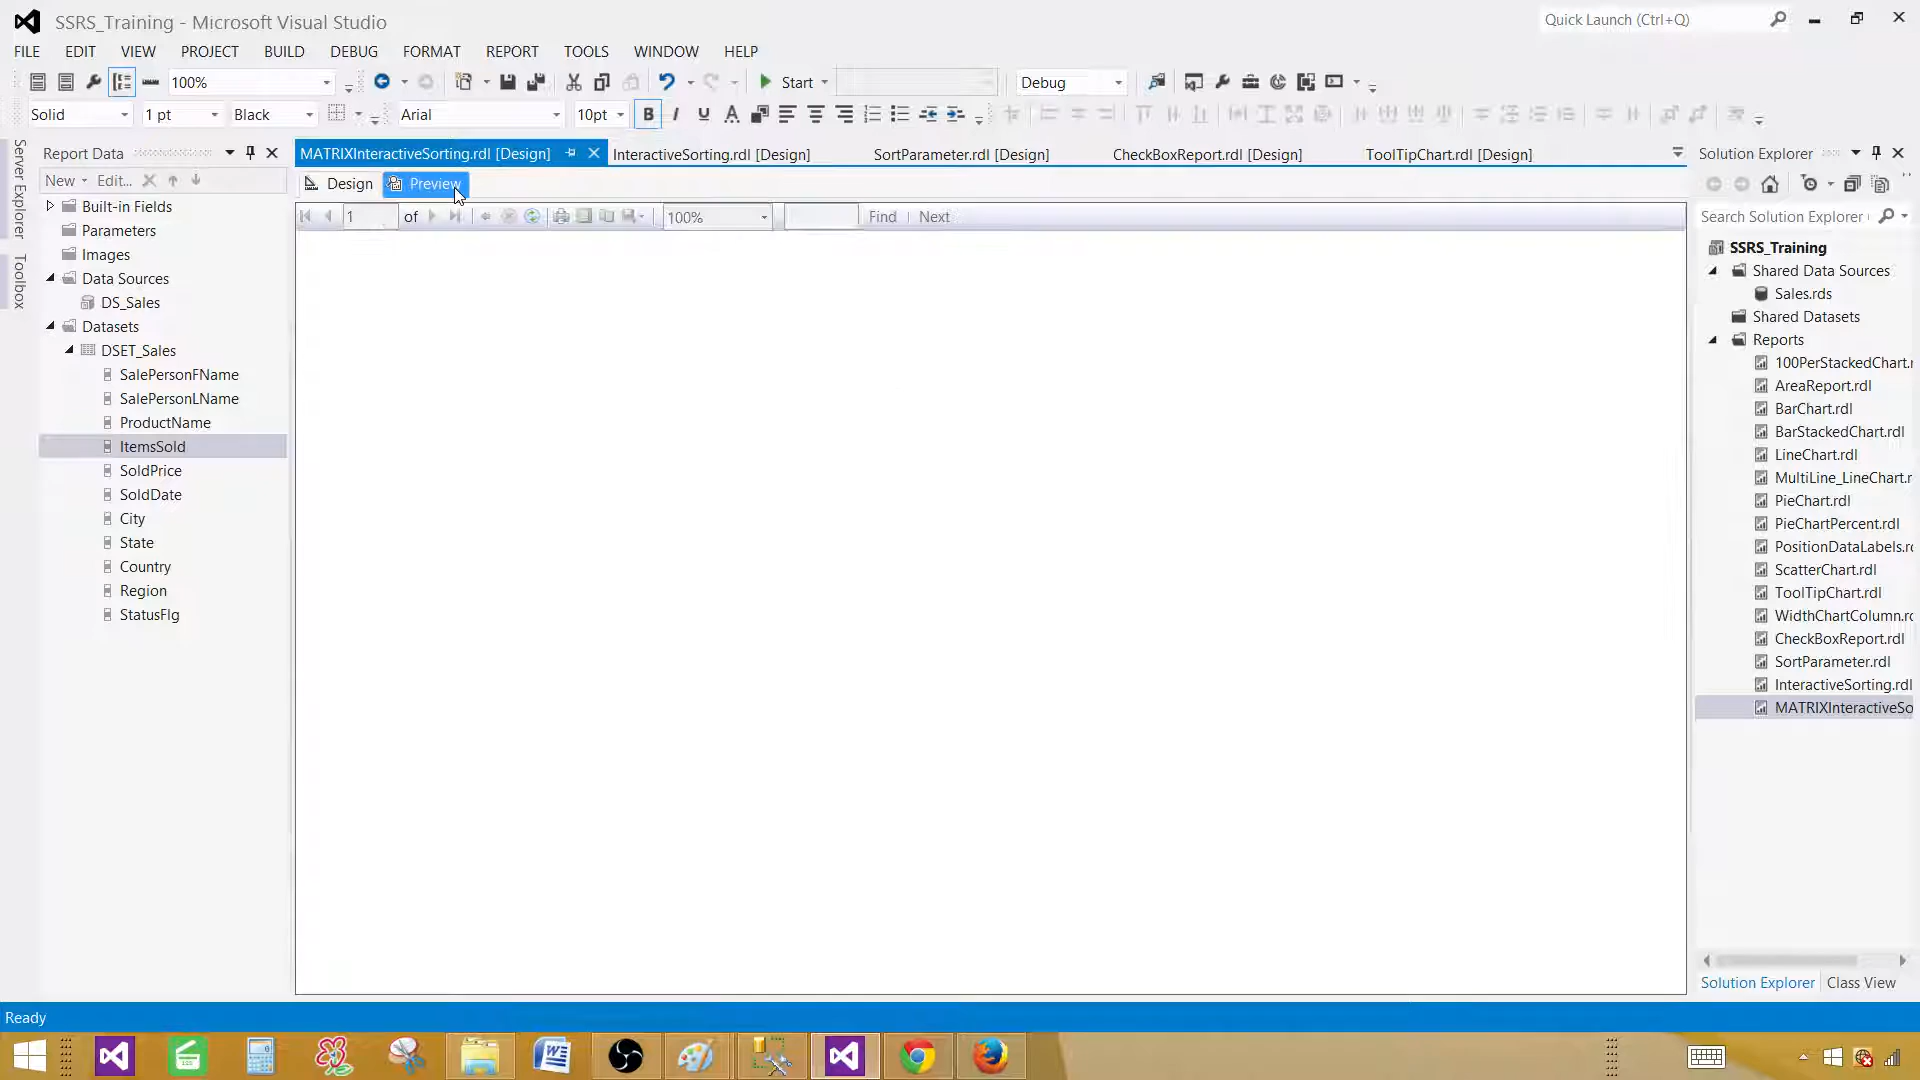 SSRS_Training - Microsoft Visual Studio
Quick Launch (Ctrl+Q)
FILE EDIT VIEW PROJECT BUILD DEBUG FORMAT REPORT TOOLS WINDOW HELP
100% Start Debug
Solid 1 pt Black Arial 10pt B I U A
Server Explorer
Toolbox
Report Data
New Edit...
Built-in Fields
Parameters
Images
Data Sources
DS_Sales
Datasets
DSET_Sales
SalePersonFName
SalePersonLName
ProductName
ItemsSold
SoldPrice
SoldDate
City
State
Country
Region
StatusFlg
MATRIXInteractiveSorting.rdl [Design] InteractiveSorting.rdl [Design] SortParameter.rdl [Design] CheckBoxReport.rdl [Design] ToolTipChart.rdl [Design]
Design Preview
1 of 100% Find | Next
Solution Explorer
Search Solution Explorer
SSRS_Training
Shared Data Sources
Sales.rds
Shared Datasets
Reports
100PerStackedChart.r
AreaReport.rdl
BarChart.rdl
BarStackedChart.rdl
LineChart.rdl
MultiLine_LineChart.r
PieChart.rdl
PieChartPercent.rdl
PositionDataLabels.r
ScatterChart.rdl
ToolTipChart.rdl
WidthChartColumn.r
CheckBoxReport.rdl
SortParameter.rdl
InteractiveSorting.rdl
MATRIXInteractiveSo
Solution Explorer Class View
Ready